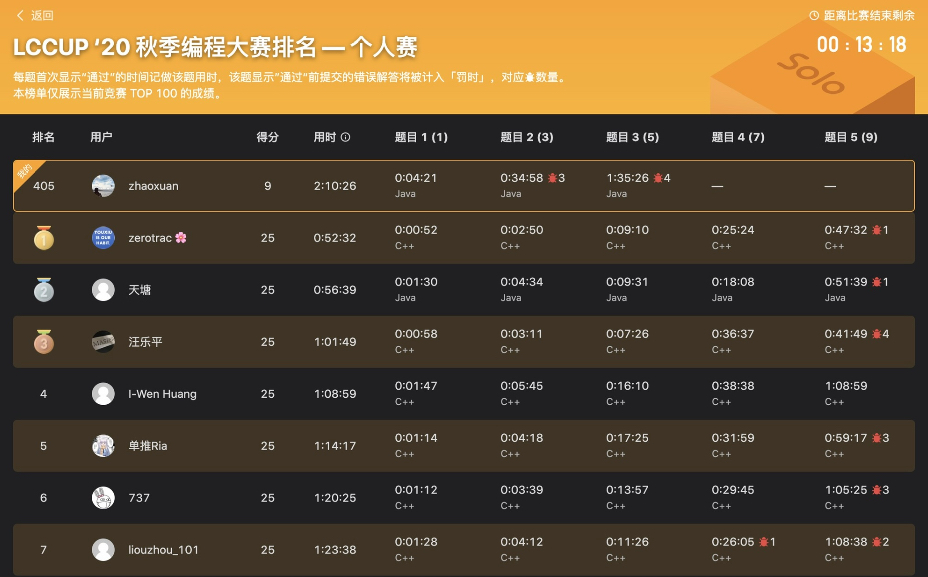 返回
距离比赛结束剩余
LCCUP ‘20 秋季编程大赛排名 — 个人赛
00 : 13 : 18
每题首次显示“通过”的时间记做该题用时，该题显示“通过”前提交的错误解答将被计入「罚时」，对应数量。
本榜单仅展示当前竞赛 TOP 100 的成绩。
Solo
排名 用户 得分 用时 题目 1 (1) 题目 2 (3) 题目 3 (5) 题目 4 (7) 题目 5 (9)
我的
405 zhaoxuan 9 2:10:26 0:04:21 0:34:58 3 1:35:26 4 — —
Java Java Java
1 zerotrac 25 0:52:32 0:00:52 0:02:50 0:09:10 0:25:24 0:47:32 1
C++ C++ C++ C++ C++
2 天塘 25 0:56:39 0:01:30 0:04:34 0:09:31 0:18:08 0:51:39 1
Java Java Java Java Java
3 汪乐平 25 1:01:49 0:00:58 0:03:11 0:07:26 0:36:37 0:41:49 4
C++ C++ C++ C++ C++
4 I-Wen Huang 25 1:08:59 0:01:47 0:05:45 0:16:10 0:38:38 1:08:59
C++ C++ C++ C++ C++
5 单推Ria 25 1:14:17 0:01:14 0:04:18 0:17:25 0:31:59 0:59:17 3
C++ C++ C++ C++ C++
6 737 25 1:20:25 0:01:12 0:03:39 0:13:57 0:29:45 1:05:25 3
C++ C++ C++ C++ C++
7 liouzhou_101 25 1:23:38 0:01:28 0:04:12 0:11:26 0:26:05 1 1:08:38 2
C++ C++ C++ C++ C++